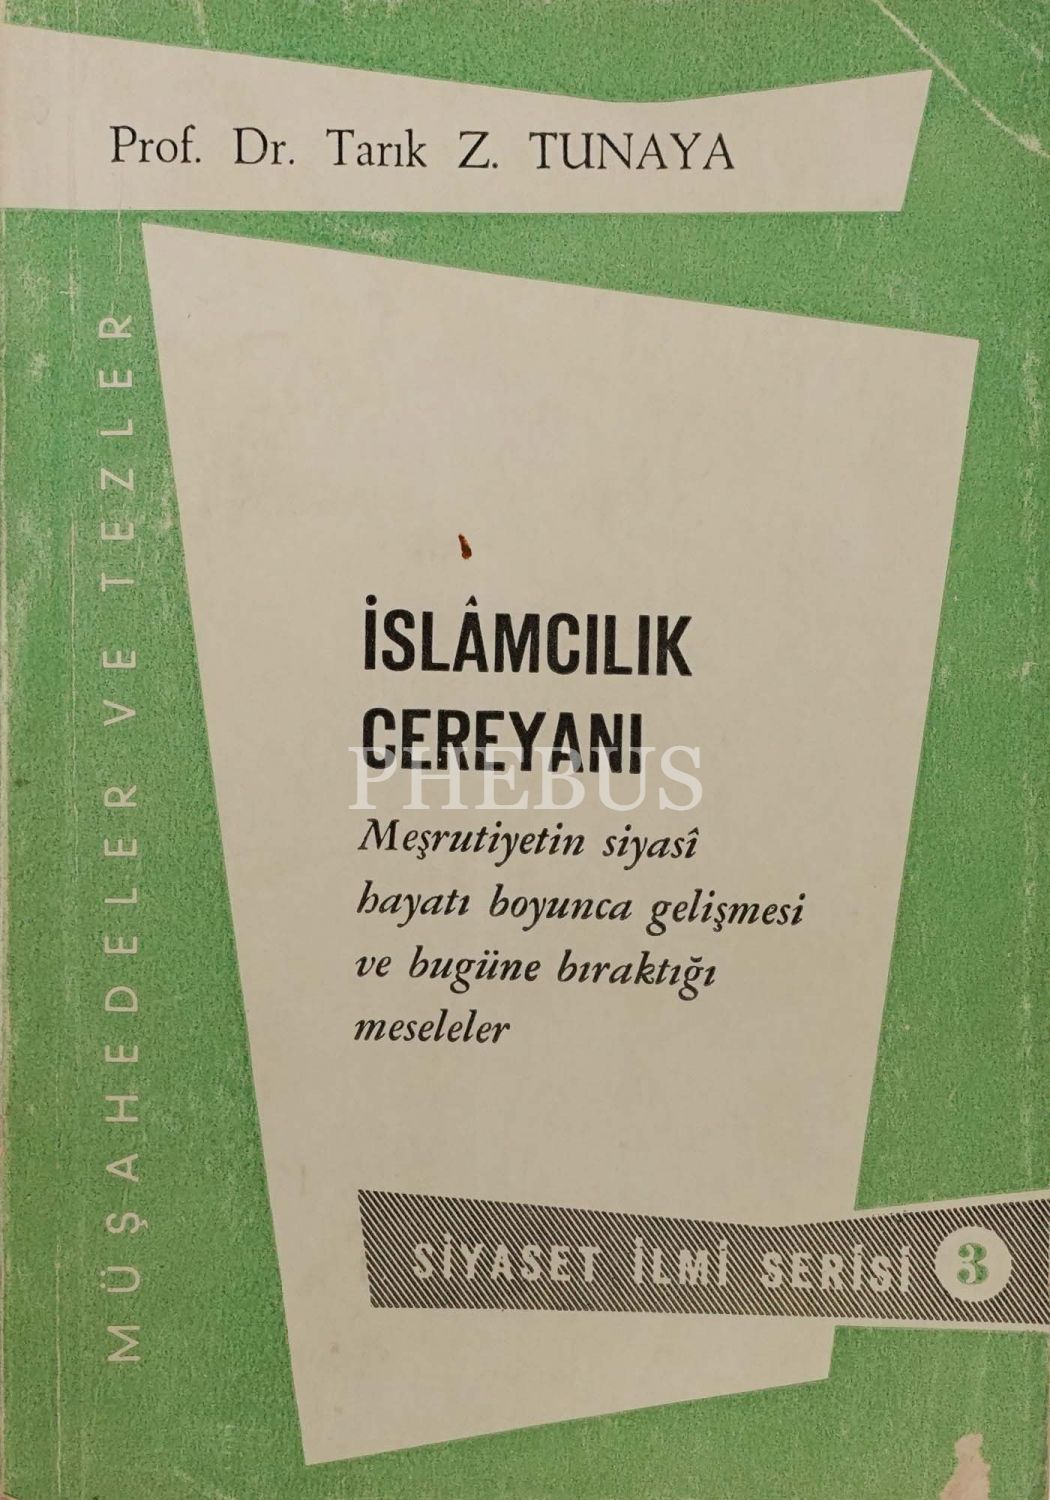 Prof. Dr. Tarık Z. TUNAYA
MÜŞAHEDELER VE TEZLER
İSLÂMCILIK
CEREYANI
PHEBUS
Meşrutiyetin siyasî
hayatı boyunca gelişmesi
ve bugüne bıraktığı
meseleler
SİYASET İLMİ SERİSİ 3